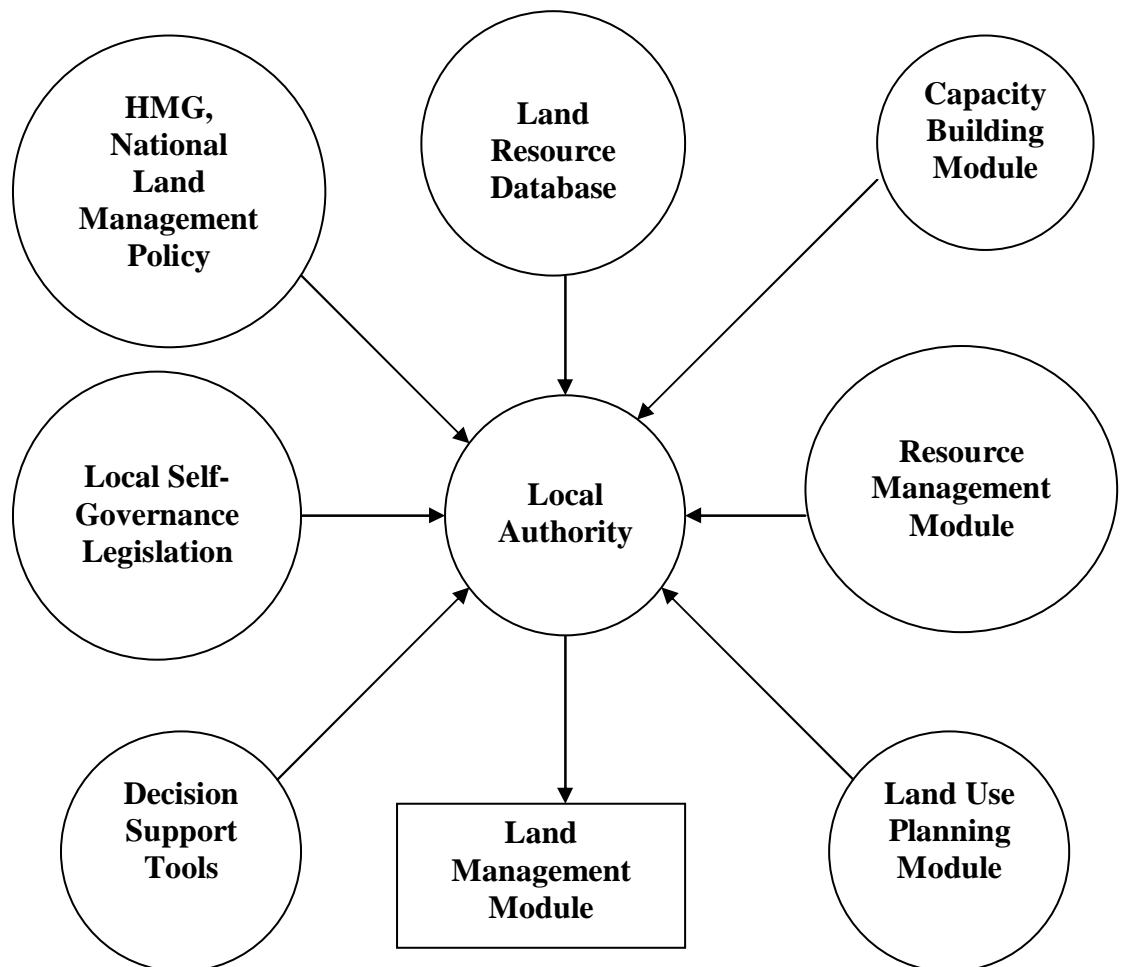 HMG,
National
Land
Management
Policy
Land
Resource
Database
Capacity
Building
Module
Local Self-
Governance
Legislation
Local
Authority
Resource
Management
Module
Decision
Support
Tools
Land
Management
Module
Land Use
Planning
Module